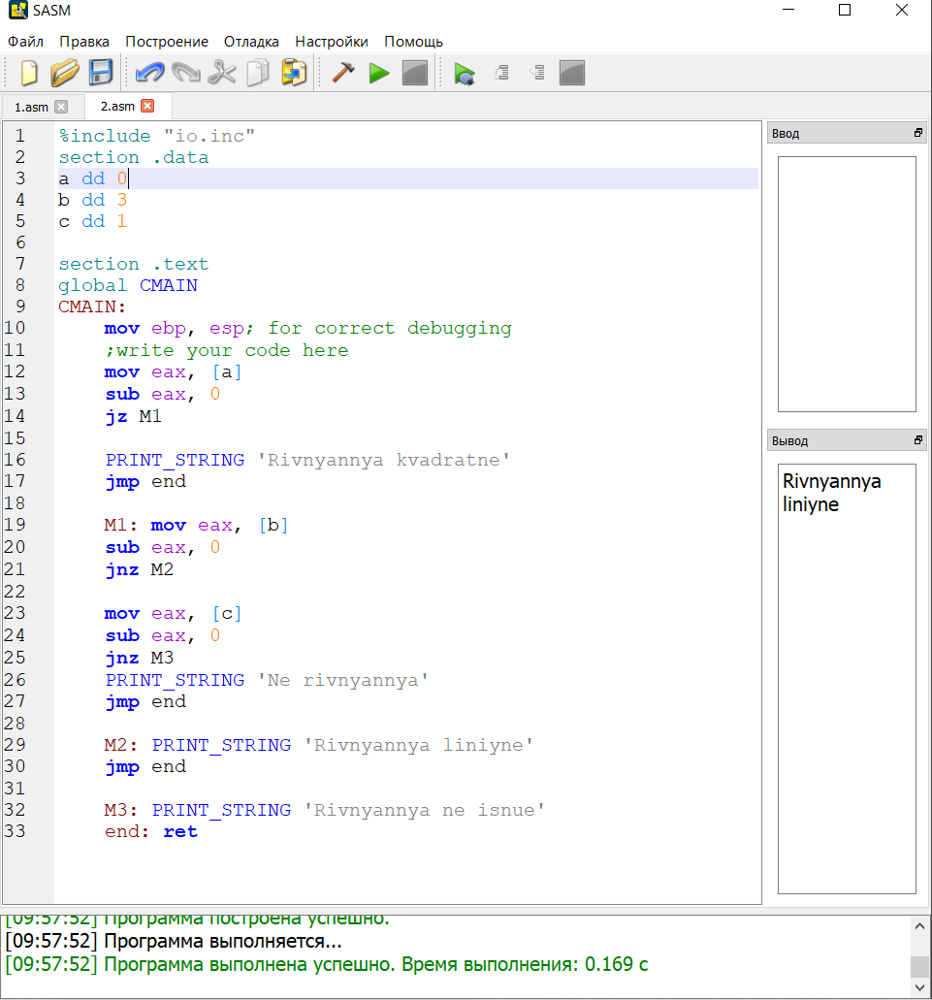 SASM
Файл Правка Построение Отладка Настройки Помощь
1.asm 2.asm
1 %include "io.inc"
2 section .data
3 a dd 0
4 b dd 3
5 c dd 1
6
7 section .text
8 global CMAIN
9 CMAIN:
10 mov ebp, esp; for correct debugging
11 ;write your code here
12 mov eax, [a]
13 sub eax, 0
14 jz M1
15
16 PRINT_STRING 'Rivnyannya kvadratne'
17 jmp end
18
19 M1: mov eax, [b]
20 sub eax, 0
21 jnz M2
22
23 mov eax, [c]
24 sub eax, 0
25 jnz M3
26 PRINT_STRING 'Ne rivnyannya'
27 jmp end
28
29 M2: PRINT_STRING 'Rivnyannya liniyne'
30 jmp end
31
32 M3: PRINT_STRING 'Rivnyannya ne isnue'
33 end: ret
Ввод
Вывод
Rivnyannya
liniyne
[09:57:52] Программа построена успешно.
[09:57:52] Программа выполняется...
[09:57:52] Программа выполнена успешно. Время выполнения: 0.169 с